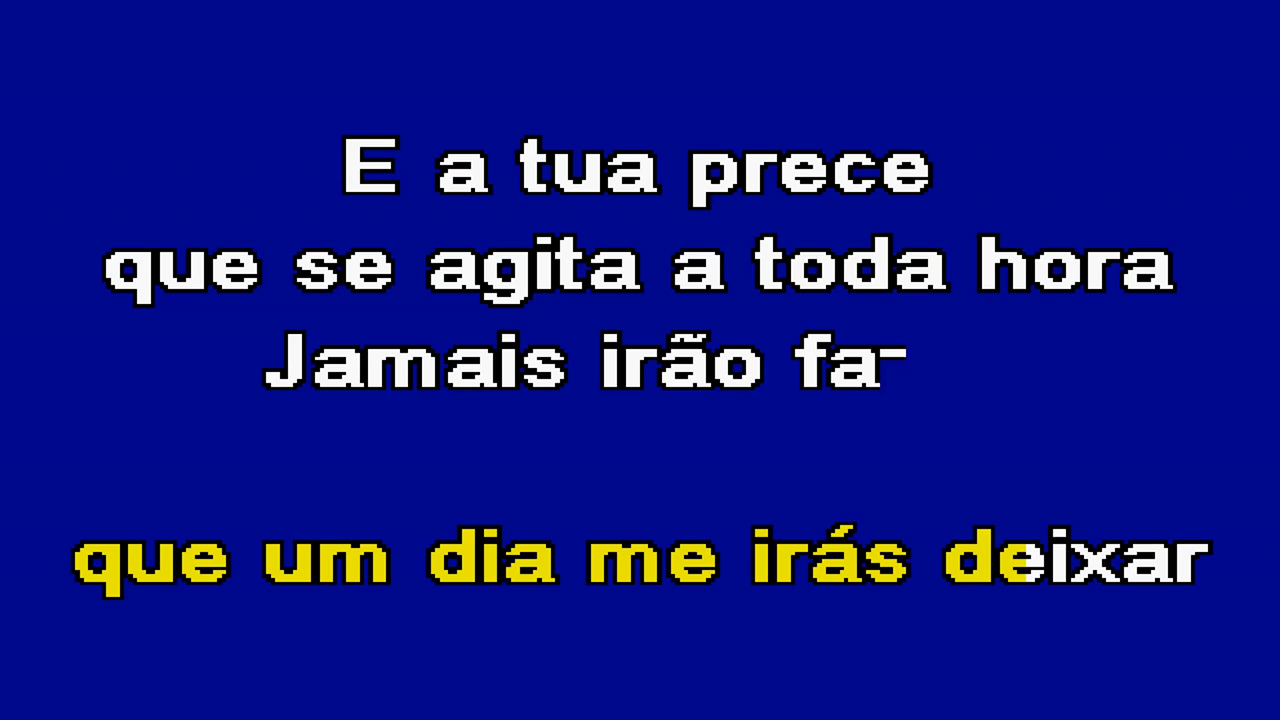 E a tua prece
que se agita a toda hora
Jamais irão fa-
que um dia me irás deixar